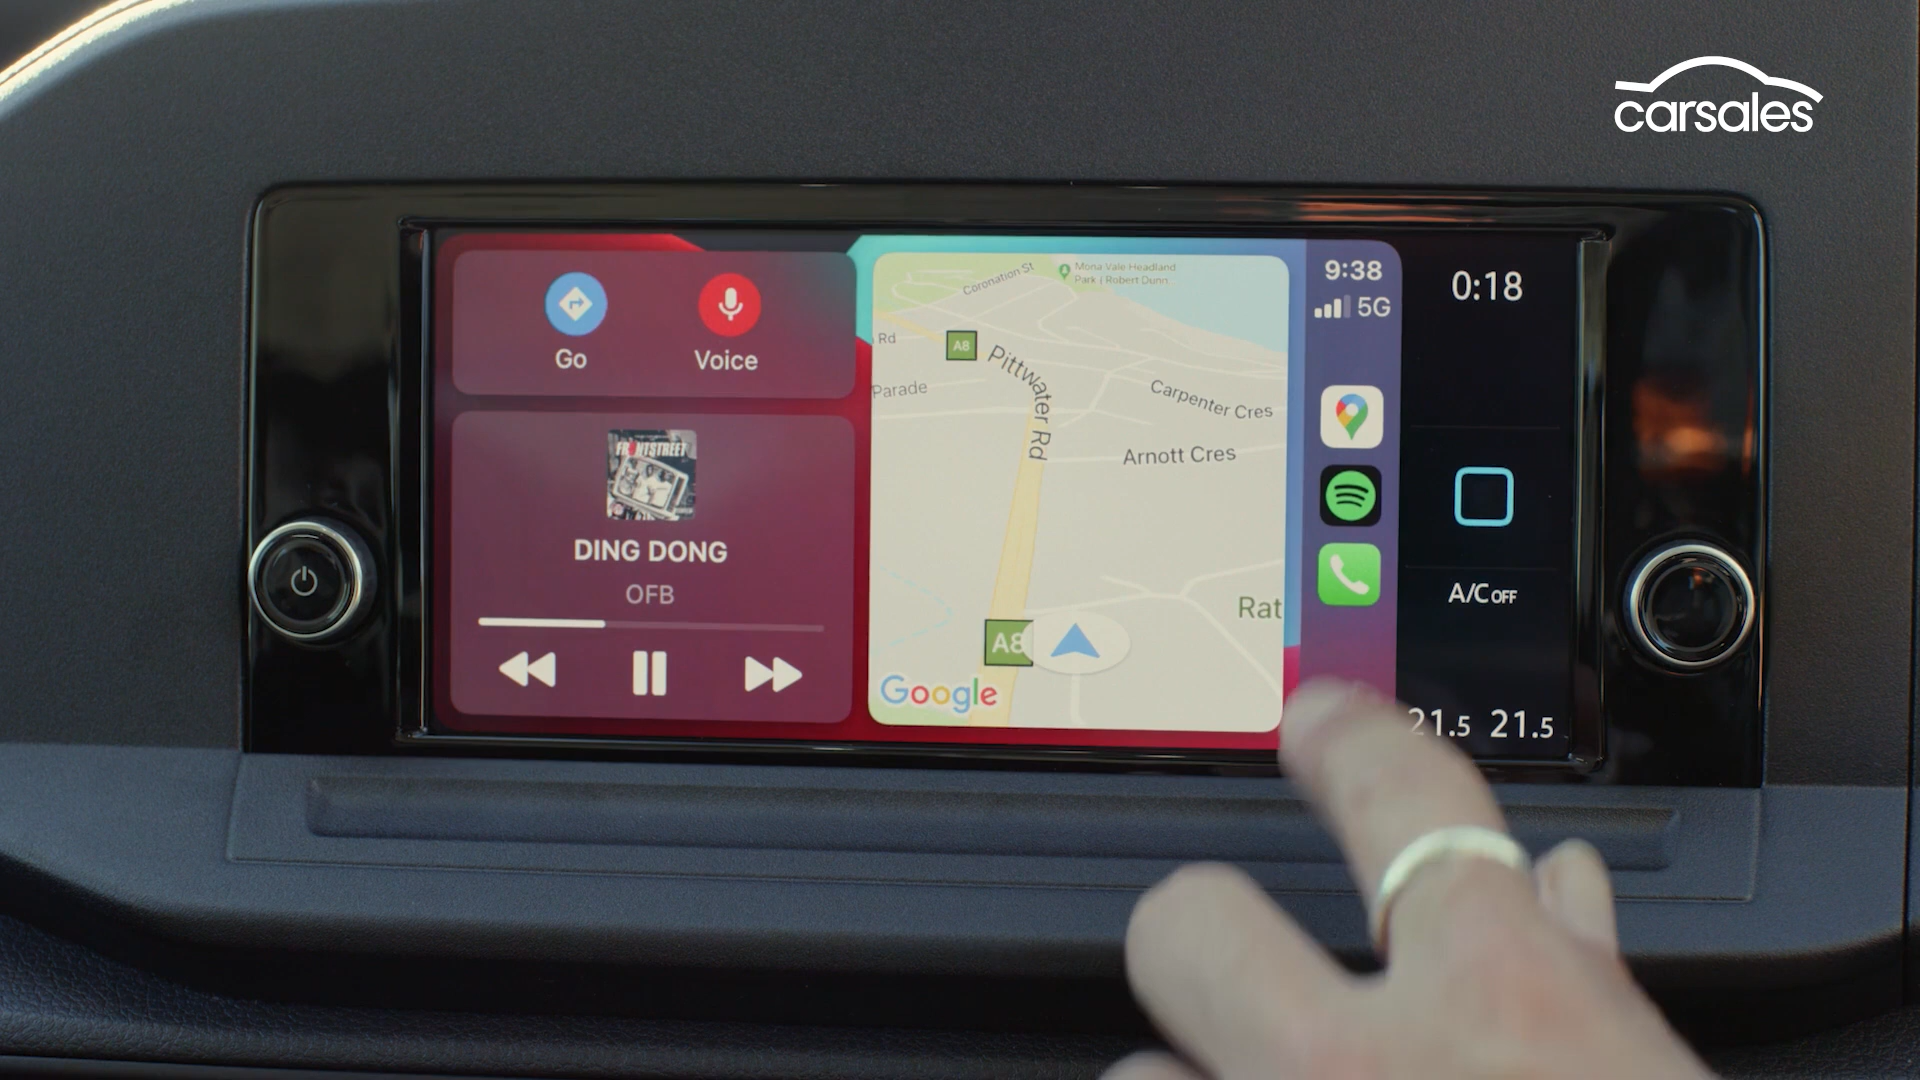 carsales
Go
Voice
FRONTSTREET
DING DONG
OFB
Coronation St
Mona Vale Headland
Park | Robert Dunn...
Rd
A8
Pittwater Rd
Parade
Carpenter Cres
Arnott Cres
Rat
A8
Google
9:38
5G
0:18
A/C OFF
21.5 21.5